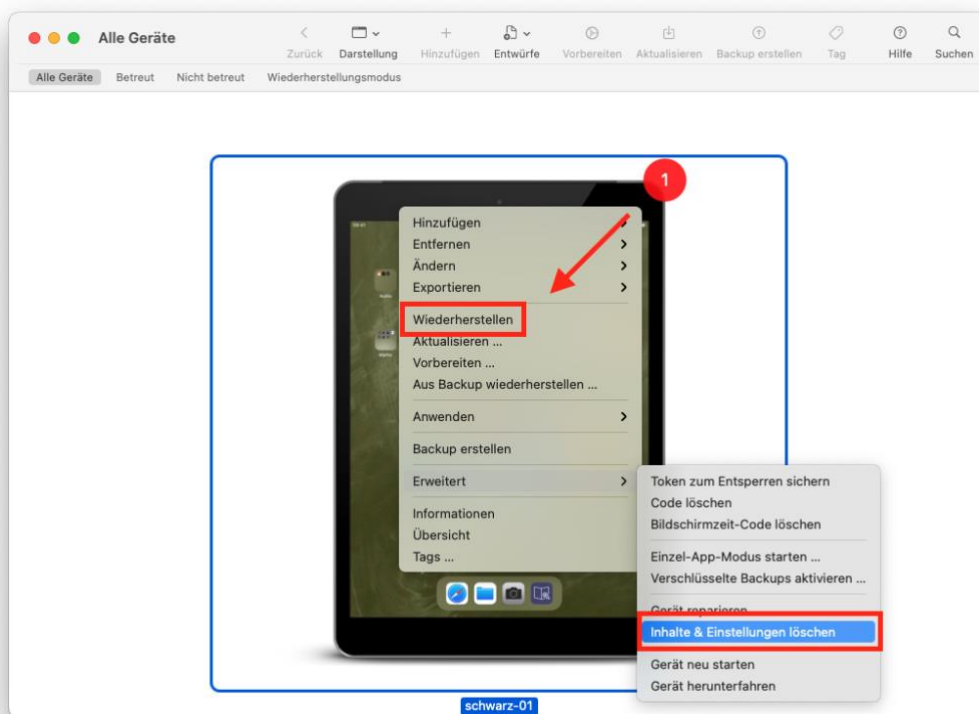 Alle Geräte
Zurück
Darstellung
Hinzufügen
Entwürfe
Vorbereiten
Aktualisieren
Backup erstellen
Tag
Hilfe
Suchen
Alle Geräte
Betreut
Nicht betreut
Wiederherstellungsmodus
1
Hinzufügen
Entfernen
Ändern
Exportieren
Wiederherstellen
Aktualisieren ...
Vorbereiten ...
Aus Backup wiederherstellen ...
Anwenden
Backup erstellen
Erweitert
Informationen
Übersicht
Tags ...
Token zum Entsperren sichern
Code löschen
Bildschirmzeit-Code löschen
Einzel-App-Modus starten ...
Verschlüsselte Backups aktivieren ...
Gerät reparieren
Inhalte & Einstellungen löschen
Gerät neu starten
Gerät herunterfahren
schwarz-01